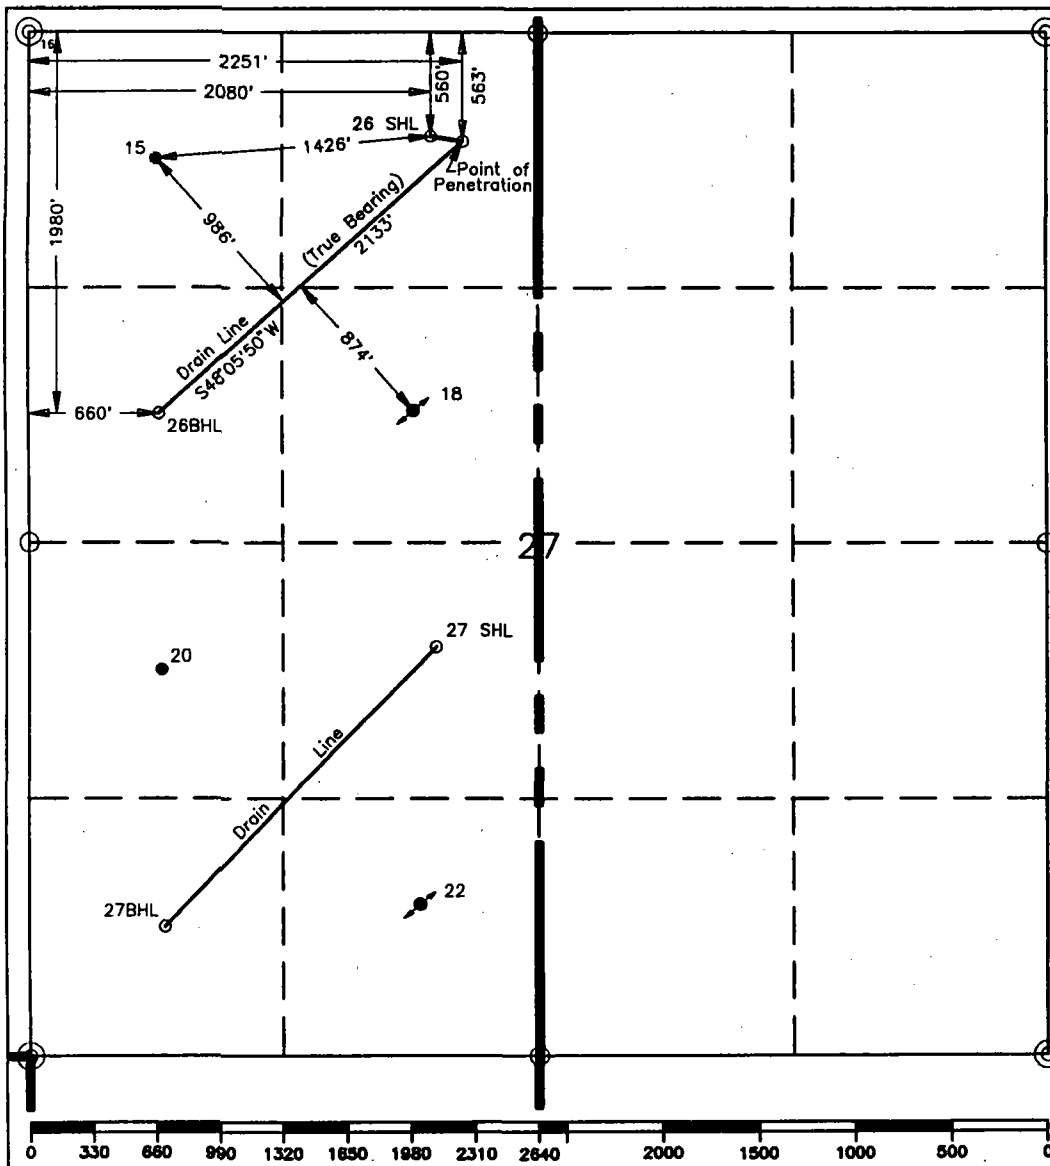 16
2251'
2080'
560'
563'
26 SHL
1426'
15
Point of
Penetration
1980'
986'
(True Bearing)
2133'
Drain Line
S48°05'50"W
874'
18
660'
26BHL
27
27 SHL
20
Drain Line
27BHL
22
0 330 660 990 1320 1650 1980 2310 2640 2000 1500 1000 500 0